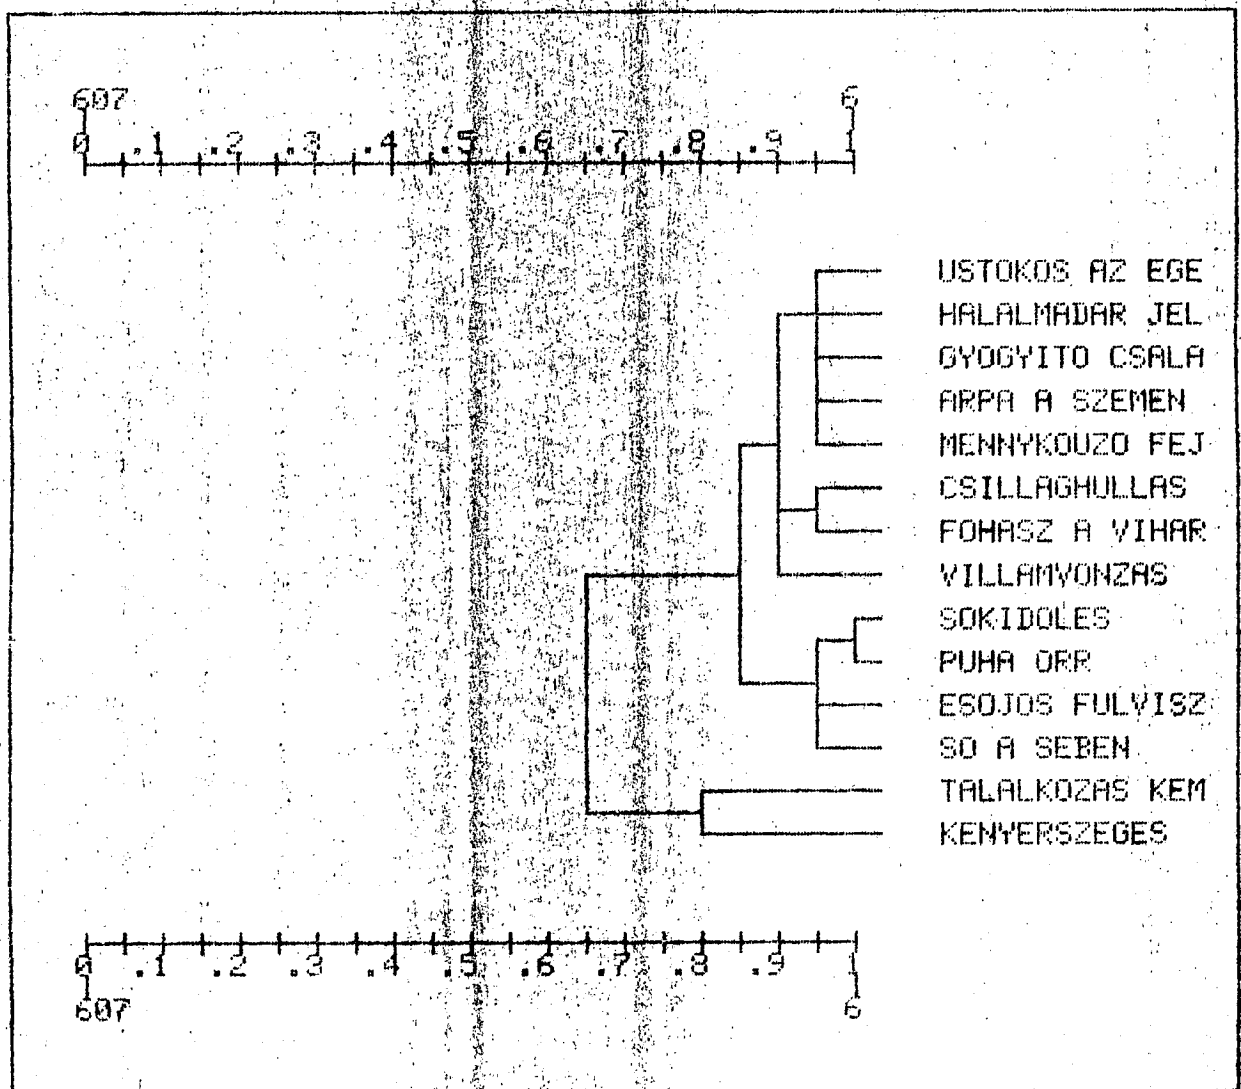 607 6
0 .1 .2 .3 .4 .5 .6 .7 .8 .9 1
USTOKOS AZ EGE
HALALMADAR JEL
GYOGYITO CSALA
ARPA A SZEMEN
MENNYKOUZO FEJ
CSILLAGHULLAS
FOHASZ A VIHAR
VILLAMVONZAS
SOKIDOLES
PUHA ORR
ESOJOS FULVISZ
SO A SEBEN
TALALKOZAS KEM
KENYERSZEGES
0 .1 .2 .3 .4 .5 .6 .7 .8 .9 1
607 6